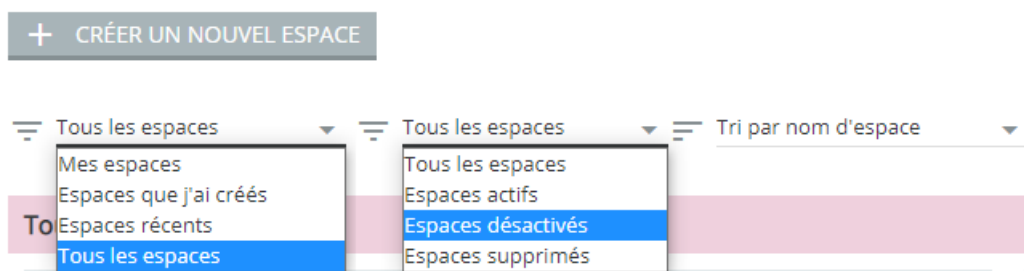 + CRÉER UN NOUVEL ESPACE
Tous les espaces
Mes espaces
Espaces que j'ai créés
Espaces récents
Tous les espaces
Tous les espaces
Tous les espaces
Espaces actifs
Espaces désactivés
Espaces supprimés
Tri par nom d'espace
To